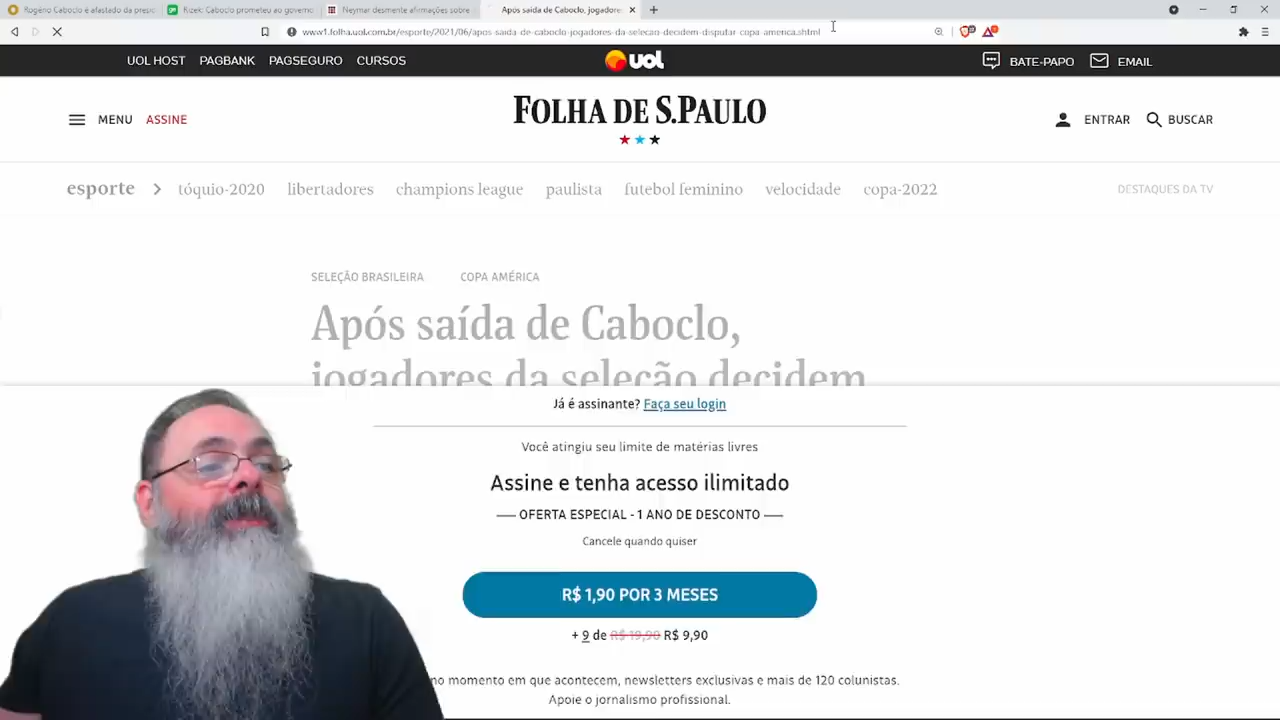 Rogério Caboclo é afastado da presid
Rizek: Caboclo prometeu ao governo
Neymar desmente afirmações sobre
Após saída de Caboclo, jogadores
www1.folha.uol.com.br/esporte/2021/06/apos-saida-de-caboclo-jogadores-da-selecao-decidem-disputar-copa-america.shtml
UOL HOST PAGBANK PAGSEGURO CURSOS
UOL
BATE-PAPO EMAIL
MENU ASSINE
FOLHA DE S.PAULO
ENTRAR BUSCAR
esporte > tóquio-2020 libertadores champions league paulista futebol feminino velocidade copa-2022
DESTAQUES DA TV
SELEÇÃO BRASILEIRA COPA AMÉRICA
Após saída de Caboclo,
jogadores da seleção decidem
Já é assinante? Faça seu login
Você atingiu seu limite de matérias livres
Assine e tenha acesso ilimitado
OFERTA ESPECIAL - 1 ANO DE DESCONTO
Cancele quando quiser
R$ 1,90 POR 3 MESES
+ 9 de R$ 19,90 R$ 9,90
no momento em que acontecem, newsletters exclusivas e mais de 120 colunistas.
Apoie o jornalismo profissional.